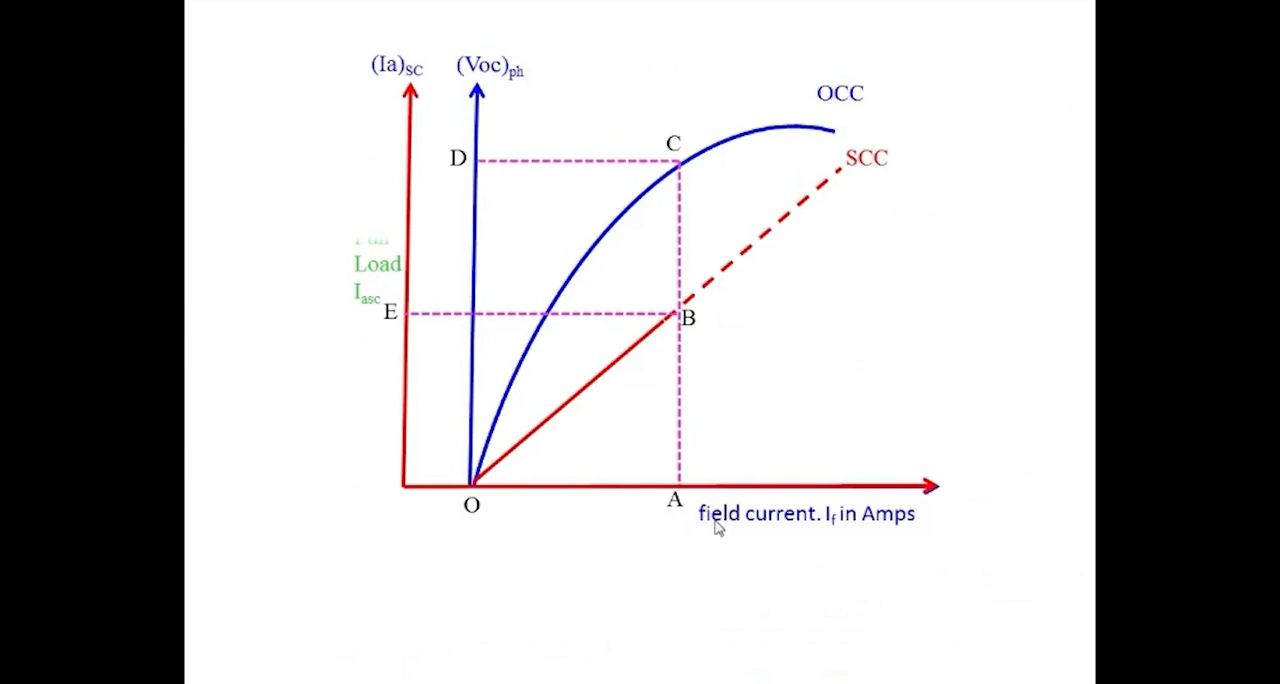 (Ia)SC
(Voc)ph
OCC
C
D
SCC
Load
Iasc
E
B
O
A
field current. If in Amps